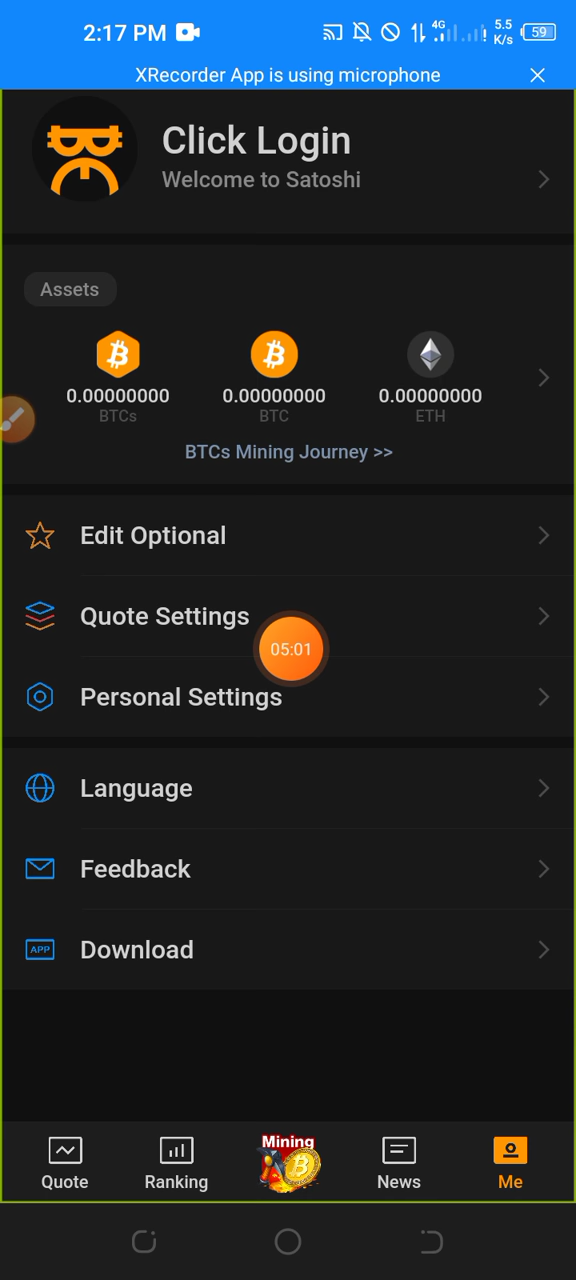 2:17 PM
4G
5.5
K/s
59
XRecorder App is using microphone
Click Login
Welcome to Satoshi
Assets
0.00000000 0.00000000 0.00000000
BTCs BTC ETH
BTCs Mining Journey >>
Edit Optional
Quote Settings
05:01
Personal Settings
Language
Feedback
APP Download
Mining
Quote Ranking News Me